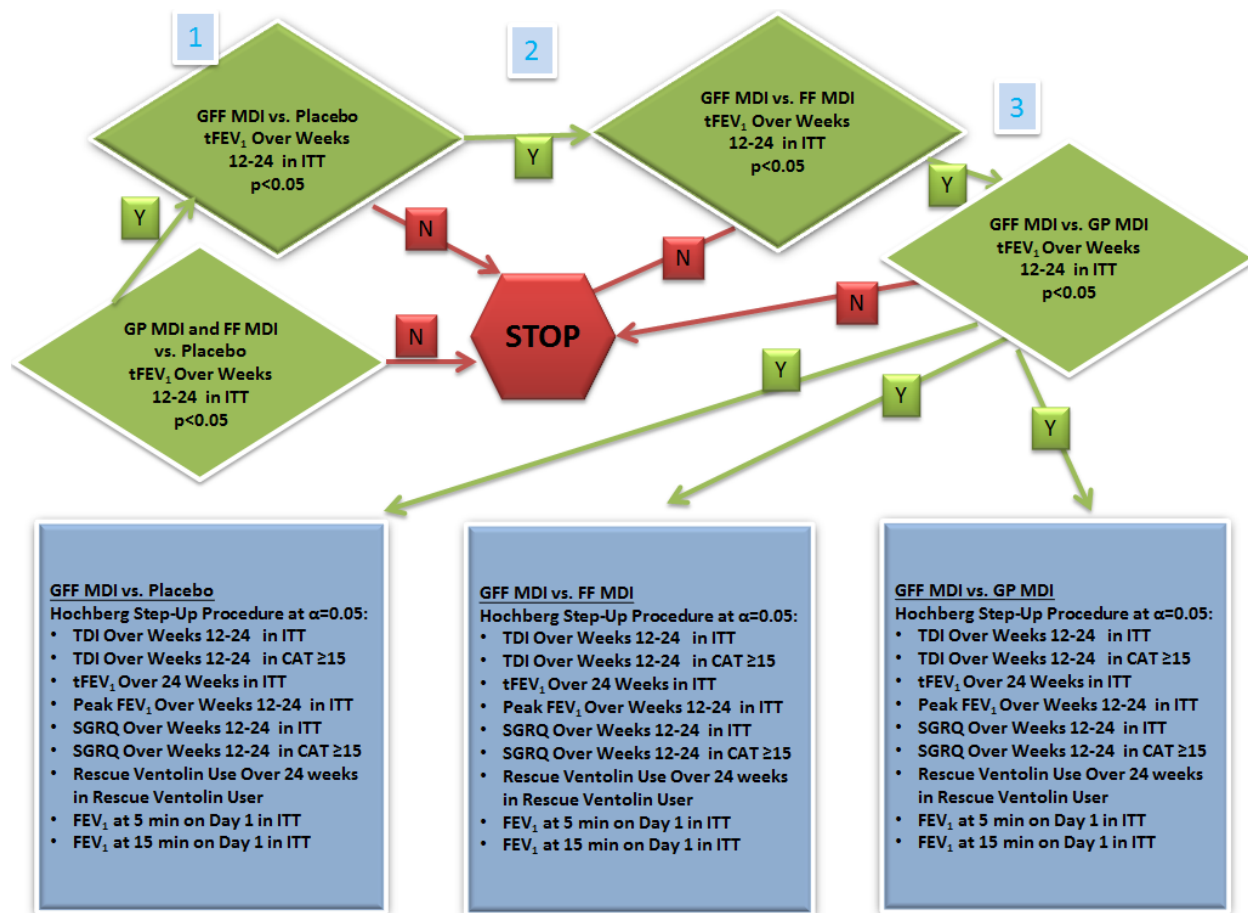 1
GFF MDI vs. Placebo
tFEV₁ Over Weeks
12-24 in ITT
p<0.05
2
GFF MDI vs. FF MDI
tFEV₁ Over Weeks
12-24 in ITT
p<0.05
3
GFF MDI vs. GP MDI
tFEV₁ Over Weeks
12-24 in ITT
p<0.05
Y
Y
Y
N
N
N
GP MDI and FF MDI
vs. Placebo
tFEV₁ Over Weeks
12-24 in ITT
p<0.05
N
STOP
Y
Y
Y
GFF MDI vs. Placebo
Hochberg Step-Up Procedure at α=0.05:
• TDI Over Weeks 12-24 in ITT
• TDI Over Weeks 12-24 in CAT ≥15
• tFEV₁ Over 24 Weeks in ITT
• Peak FEV₁ Over Weeks 12-24 in ITT
• SGRQ Over Weeks 12-24 in ITT
• SGRQ Over Weeks 12-24 in CAT ≥15
• Rescue Ventolin Use Over 24 weeks
in Rescue Ventolin User
• FEV₁ at 5 min on Day 1 in ITT
• FEV₁ at 15 min on Day 1 in ITT
GFF MDI vs. FF MDI
Hochberg Step-Up Procedure at α=0.05:
• TDI Over Weeks 12-24 in ITT
• TDI Over Weeks 12-24 in CAT ≥15
• tFEV₁ Over 24 Weeks in ITT
• Peak FEV₁ Over Weeks 12-24 in ITT
• SGRQ Over Weeks 12-24 in ITT
• SGRQ Over Weeks 12-24 in CAT ≥15
• Rescue Ventolin Use Over 24 weeks
in Rescue Ventolin User
• FEV₁ at 5 min on Day 1 in ITT
• FEV₁ at 15 min on Day 1 in ITT
GFF MDI vs. GP MDI
Hochberg Step-Up Procedure at α=0.05:
• TDI Over Weeks 12-24 in ITT
• TDI Over Weeks 12-24 in CAT ≥15
• tFEV₁ Over 24 Weeks in ITT
• Peak FEV₁ Over Weeks 12-24 in ITT
• SGRQ Over Weeks 12-24 in ITT
• SGRQ Over Weeks 12-24 in CAT ≥15
• Rescue Ventolin Use Over 24 weeks
in Rescue Ventolin User
• FEV₁ at 5 min on Day 1 in ITT
• FEV₁ at 15 min on Day 1 in ITT